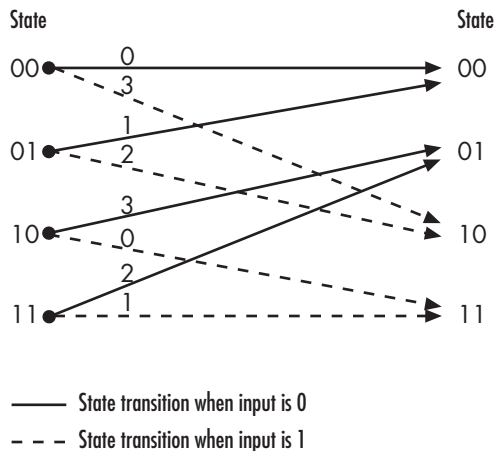 State State
0
00 00
3
1
01 01
2
3
10 0 10
2
11 1 11
State transition when input is 0
State transition when input is 1